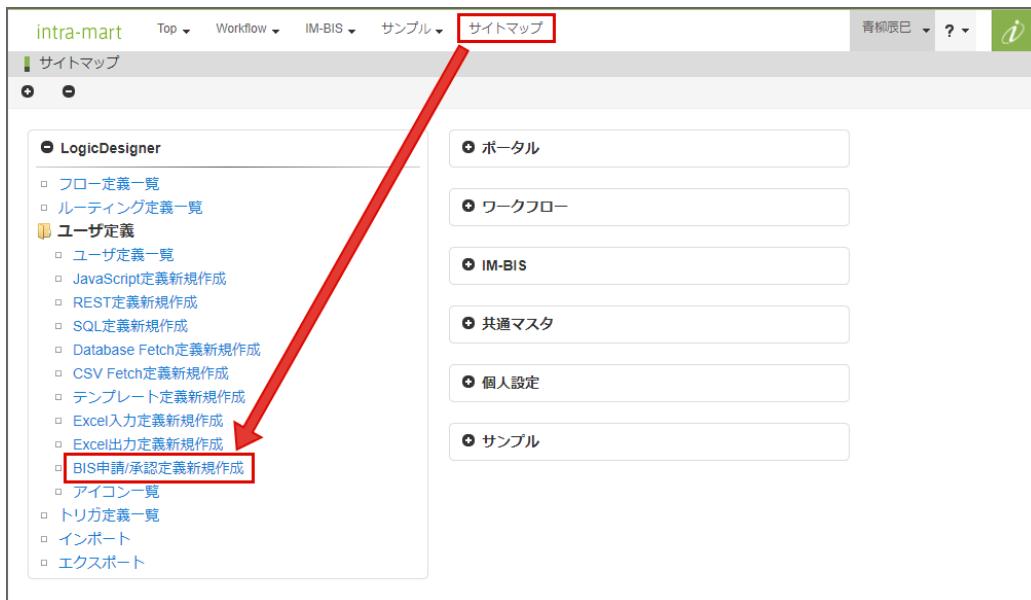 intra-mart Top Workflow IM-BIS サンプル サイトマップ 青柳辰巳 ?
サイトマップ
LogicDesigner
フロー定義一覧
ルーティング定義一覧
ユーザ定義
ユーザ定義一覧
JavaScript定義新規作成
REST定義新規作成
SQL定義新規作成
Database Fetch定義新規作成
CSV Fetch定義新規作成
テンプレート定義新規作成
Excel入力定義新規作成
Excel出力定義新規作成
BIS申請/承認定義新規作成
アイコン一覧
トリガ定義一覧
インポート
エクスポート
ポータル
ワークフロー
IM-BIS
共通マスタ
個人設定
サンプル